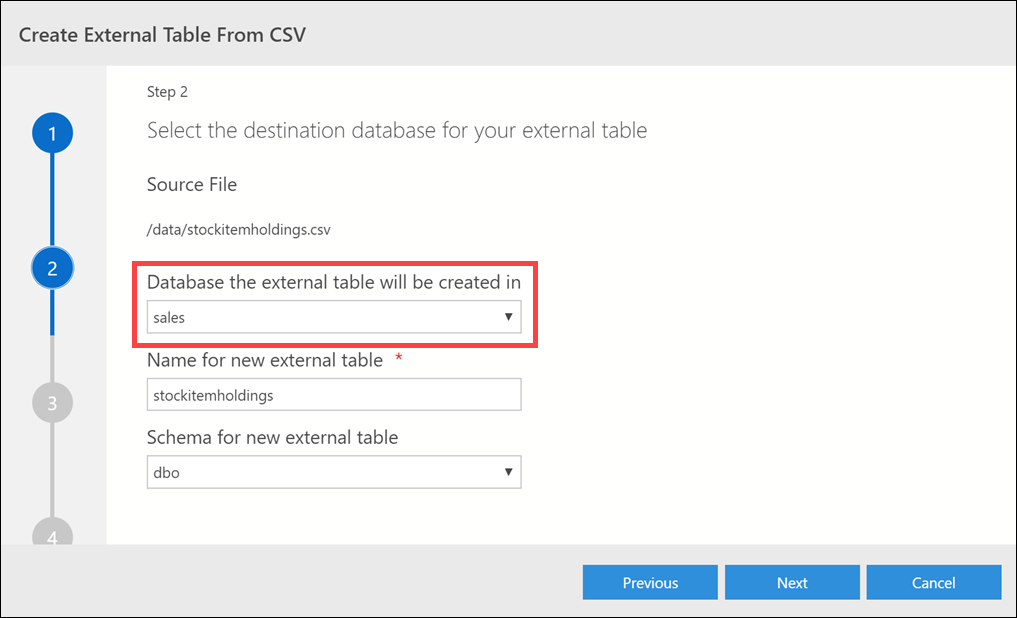 Create External Table From CSV
1
2
3
4
Step 2
Select the destination database for your external table
Source File
/data/stockitemholdings.csv
Database the external table will be created in
sales
Name for new external table *
stockitemholdings
Schema for new external table
dbo
Previous Next Cancel